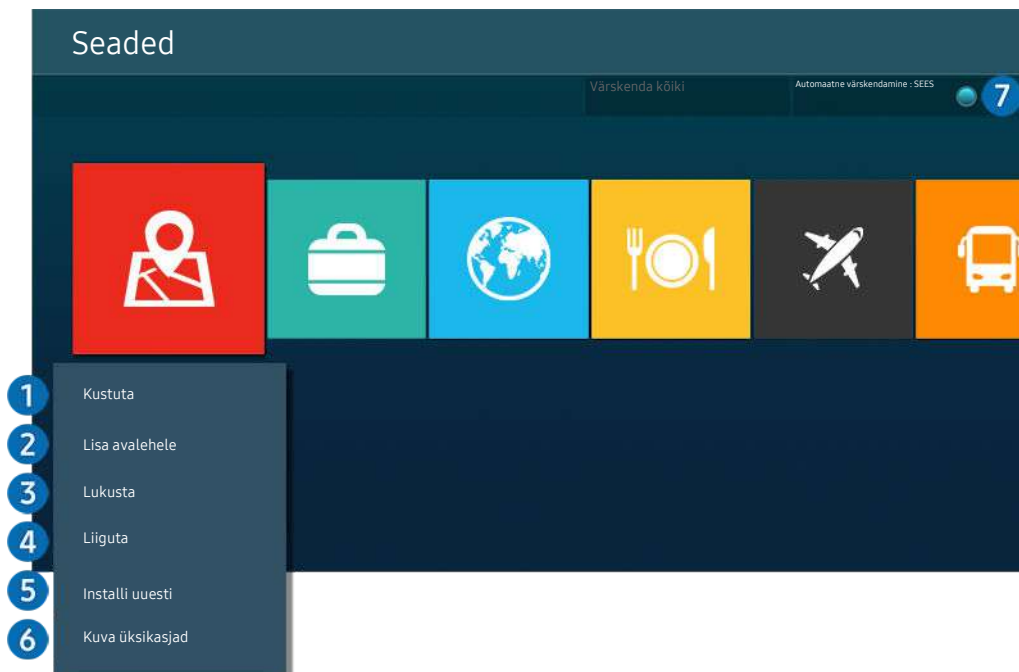 Seaded
Värskenda kõiki
Automaatne värskendamine : SEES
7
1 Kustuta
2 Lisa avalehele
3 Lukusta
4 Liiguta
5 Installi uuesti
6 Kuva üksikasjad